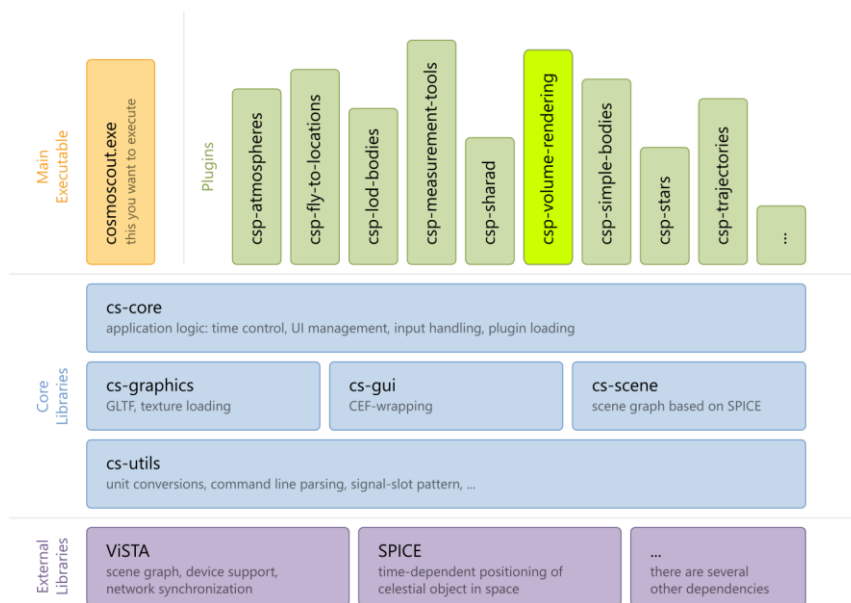 Main
Executable
cosmoscout.exe
this you want to execute
Plugins
csp-atmospheres
csp-fly-to-locations
csp-lod-bodies
csp-measurement-tools
csp-sharad
csp-volume-rendering
csp-simple-bodies
csp-stars
csp-trajectories
...
Core
Libraries
cs-core
application logic: time control, UI management, input handling, plugin loading
cs-graphics
GLTF, texture loading
cs-gui
CEF-wrapping
cs-scene
scene graph based on SPICE
cs-utils
unit conversions, command line parsing, signal-slot pattern, ...
External
Libraries
ViSTA
scene graph, device support,
network synchronization
SPICE
time-dependent positioning of
celestial object in space
...
there are several
other dependencies